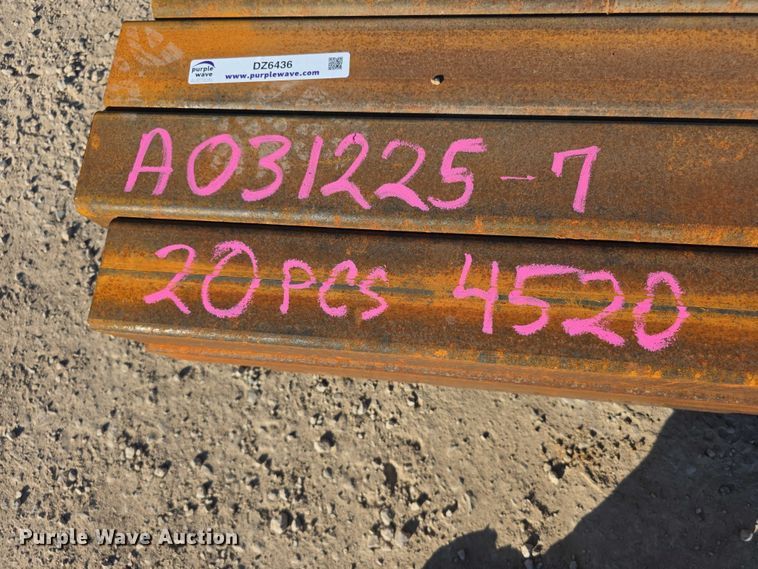 purple wave
DZ6436
www.purplewave.com
A031225-7
20 PCS 4520
Purple Wave Auction